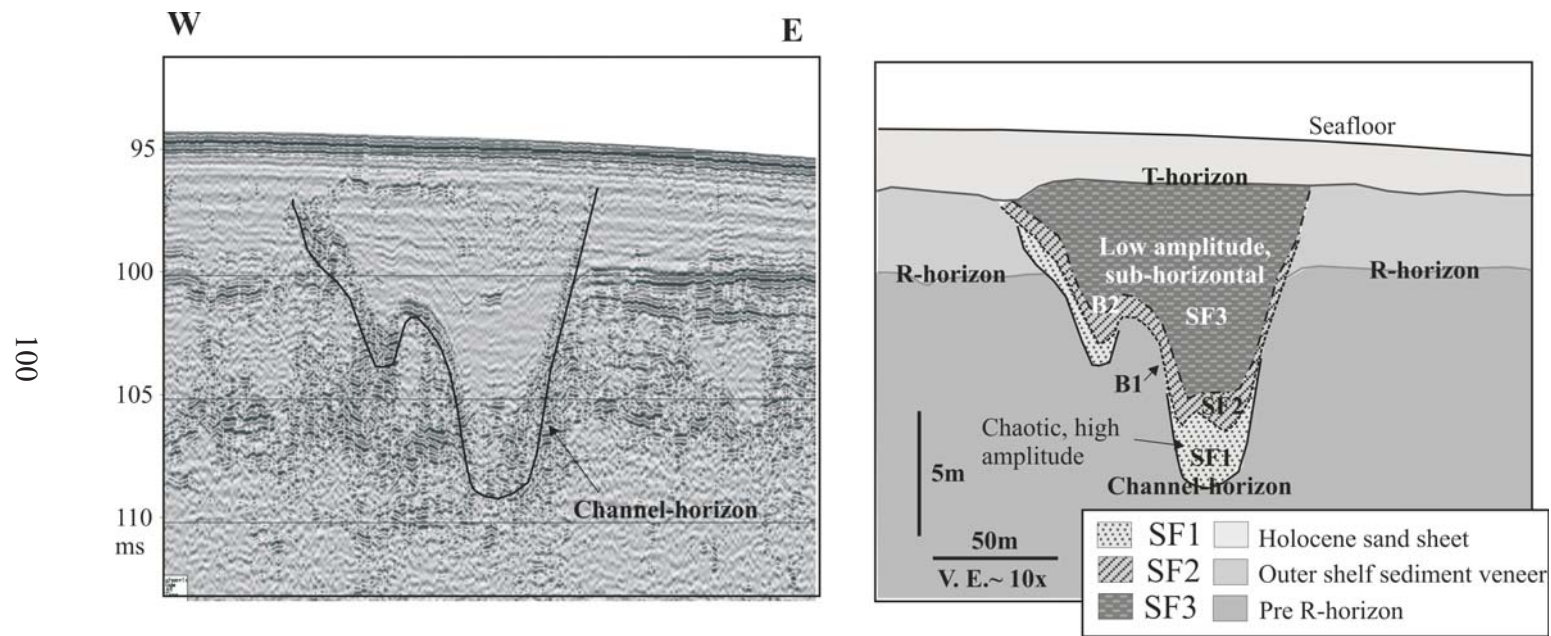 W
E
95
100
105
110
ms
Channel-horizon
100
Seafloor
T-horizon
R-horizon
Low amplitude,
sub-horizontal
R-horizon
B2
SF3
B1
SF2
Chaotic, high
amplitude
SF1
5m
Channel-horizon
50m
V. E.~ 10x
SF1
Holocene sand sheet
SF2
Outer shelf sediment veneer
SF3
Pre R-horizon